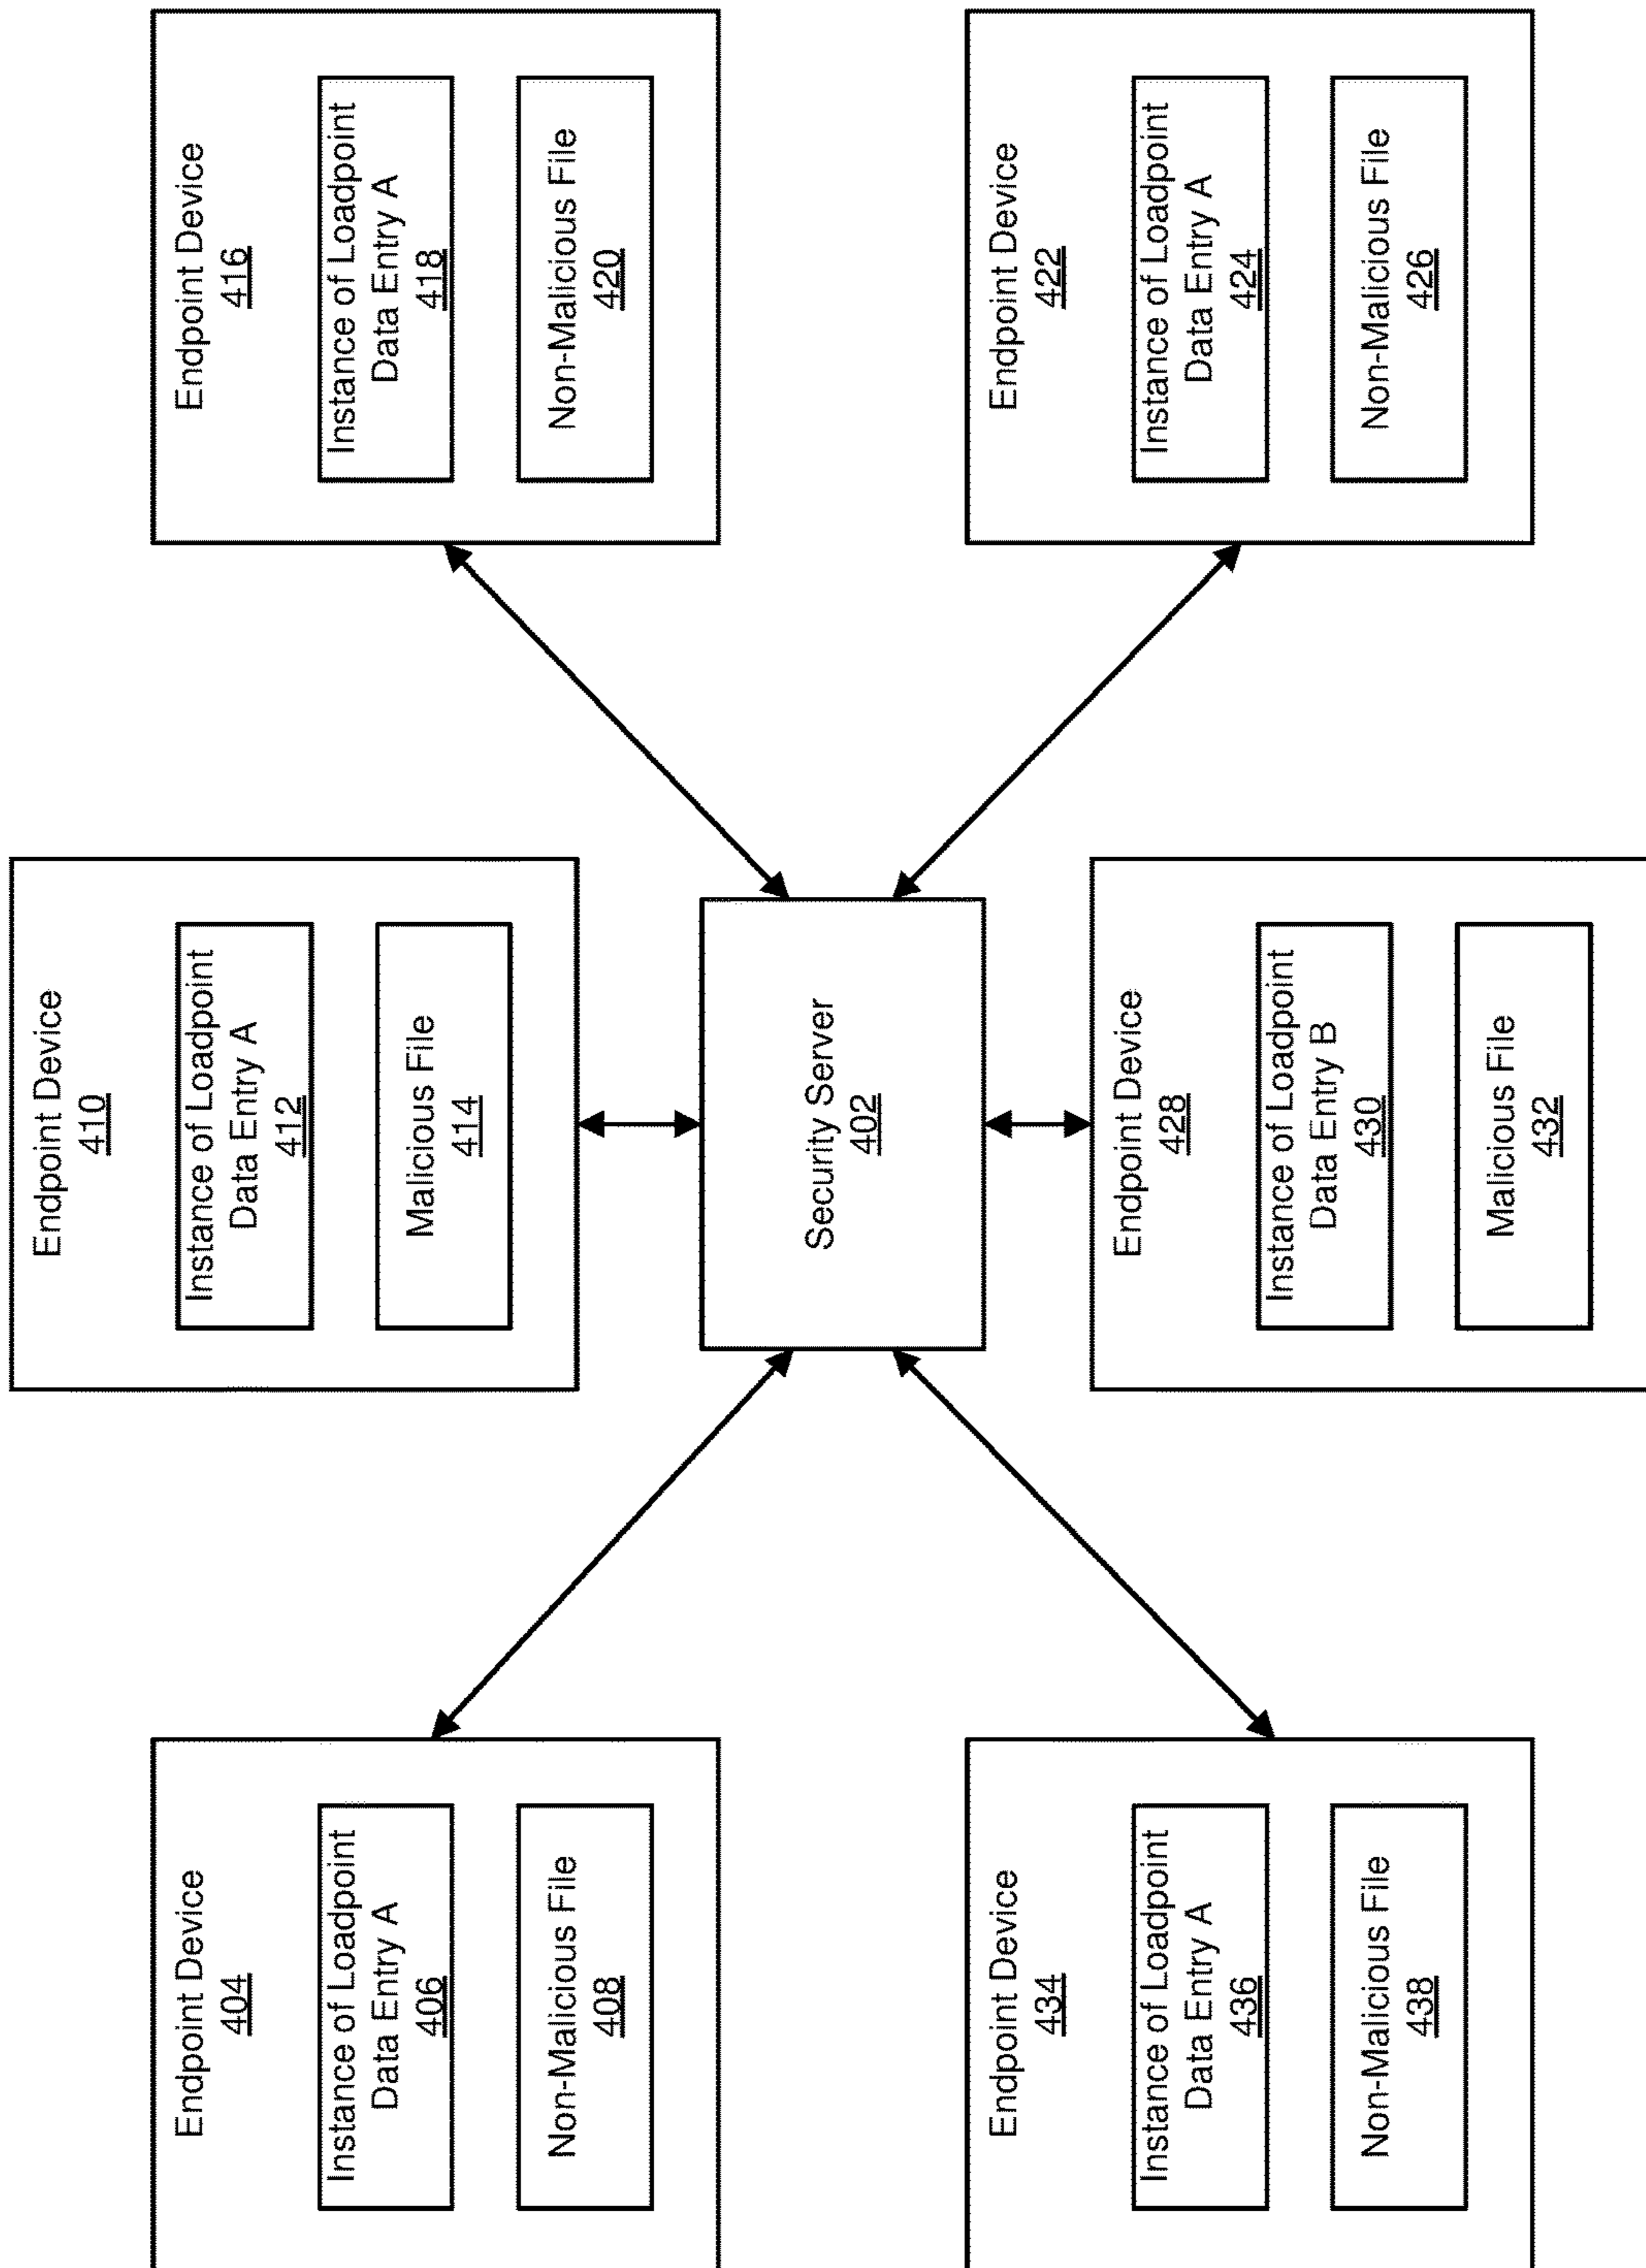 Endpoint Device
404
Instance of Loadpoint
Data Entry A
406
Non-Malicious File
408
Endpoint Device
410
Instance of Loadpoint
Data Entry A
412
Malicious File
414
Endpoint Device
416
Instance of Loadpoint
Data Entry A
418
Non-Malicious File
420
Security Server
402
Endpoint Device
434
Instance of Loadpoint
Data Entry A
436
Non-Malicious File
438
Endpoint Device
428
Instance of Loadpoint
Data Entry B
430
Malicious File
432
Endpoint Device
422
Instance of Loadpoint
Data Entry A
424
Non-Malicious File
426